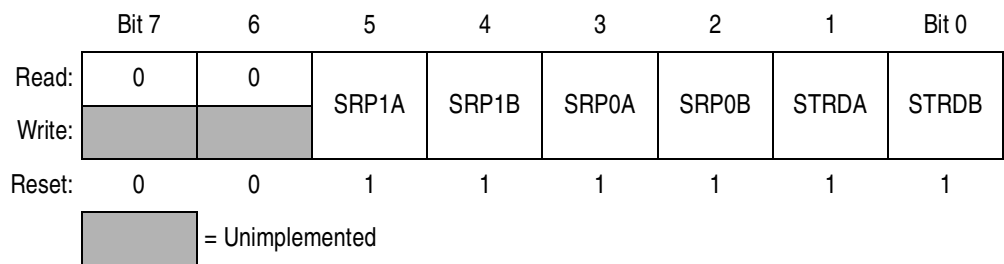 Bit 7 6 5 4 3 2 1 Bit 0
Read: 0 0 SRP1A SRP1B SRP0A SRP0B STRDA STRDB
Write:
Reset: 0 0 1 1 1 1 1 1
= Unimplemented